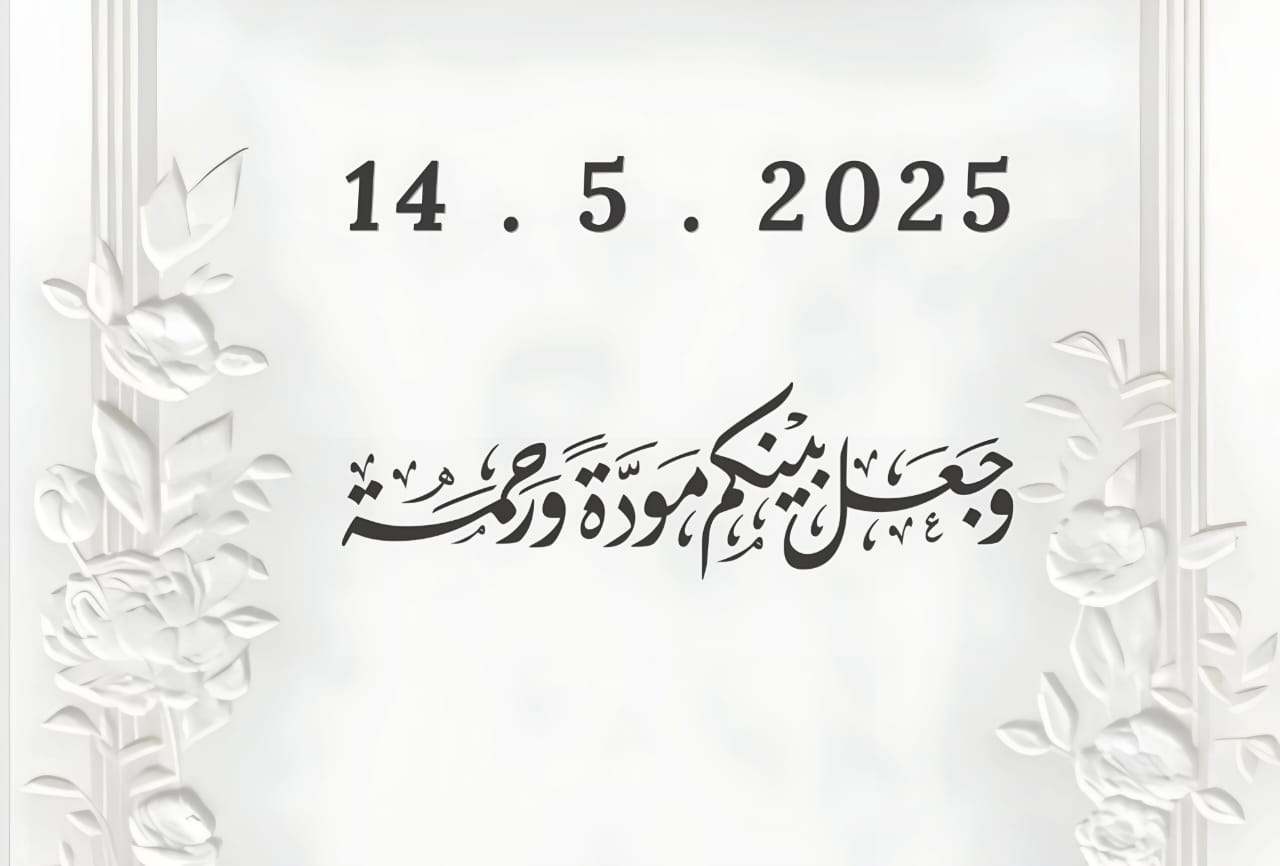 14 . 5 . 2025
وَجَعَلَ بَيْنَكُم مَوَدَّةً وَرَحْمَة